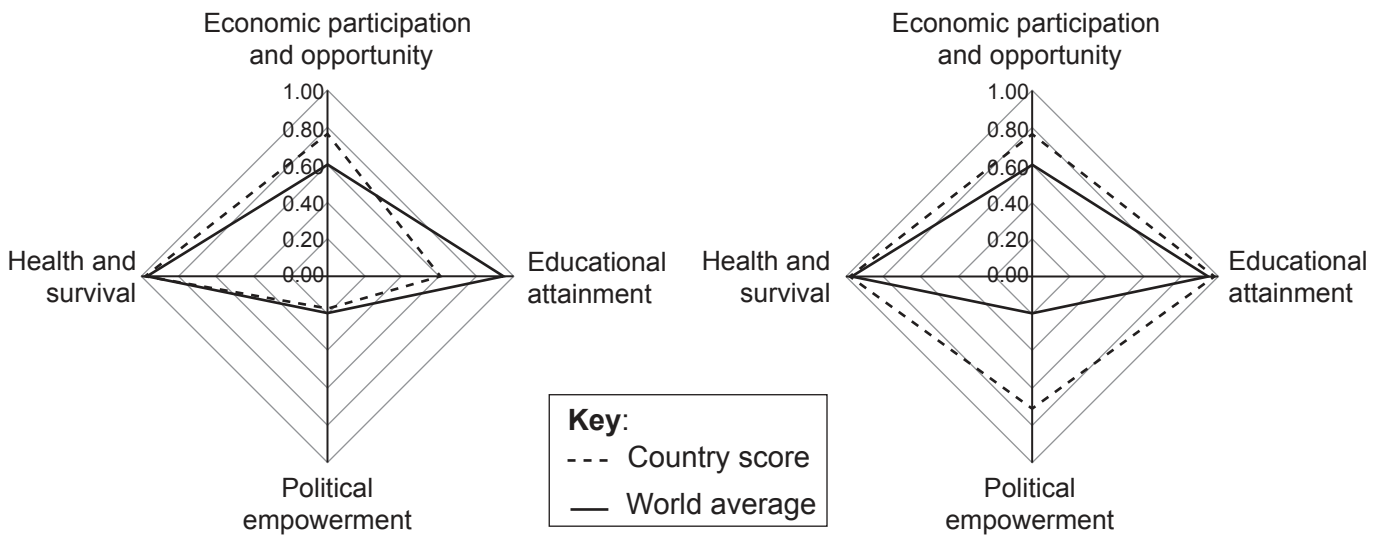 Economic participation
and opportunity
1.00
0.80
0.60
0.40
0.20
0.00
Health and
survival
Educational
attainment
Political
empowerment
Economic participation
and opportunity
1.00
0.80
0.60
0.40
0.20
0.00
Health and
survival
Educational
attainment
Political
empowerment
Key:
Country score
World average